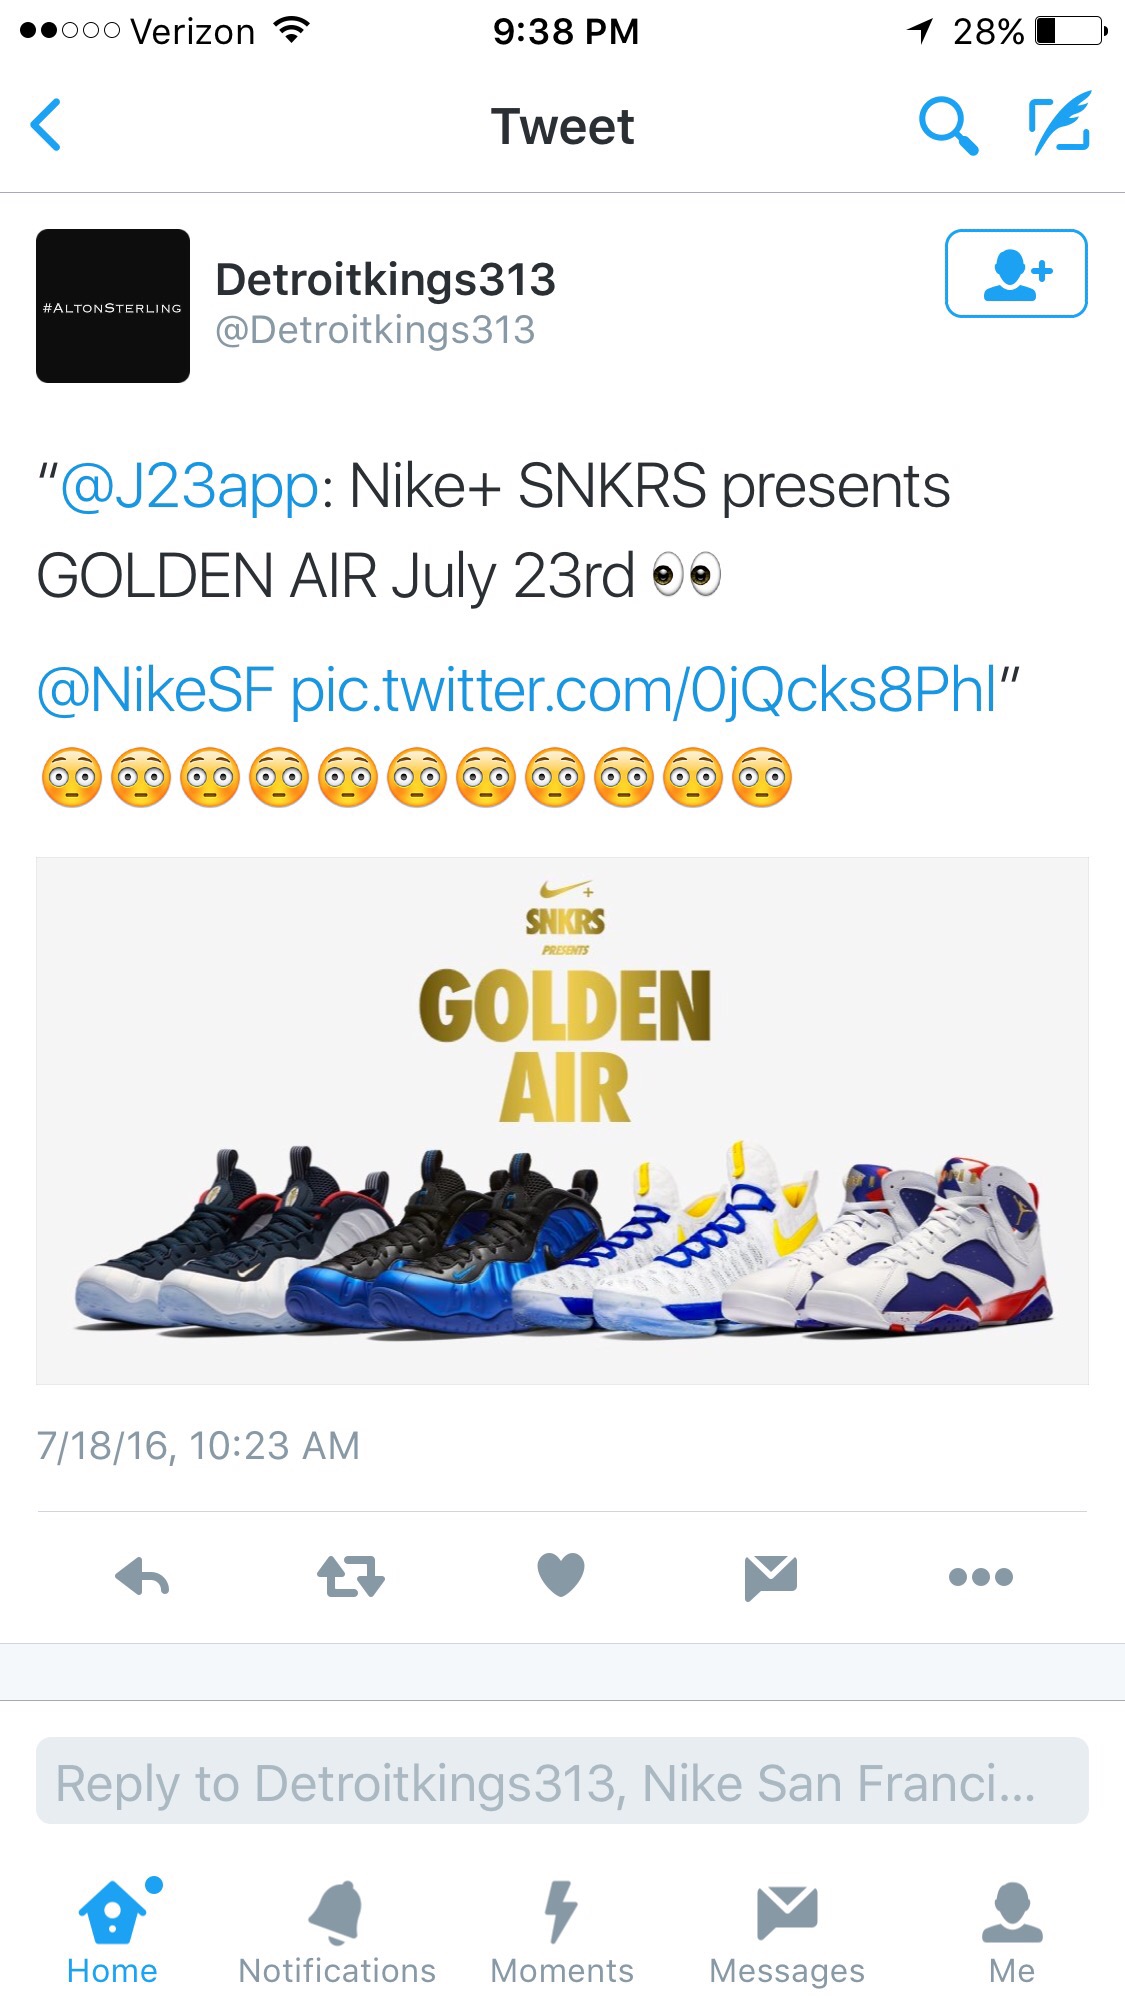 Verizon 9:38 PM 28%
Tweet
#ALTONSTERLING
Detroitkings313
@Detroitkings313
"@J23app: Nike+ SNKRS presents
GOLDEN AIR July 23rd 👀
@NikeSF pic.twitter.com/0jQcks8Phl"
😳😳😳😳😳😳😳😳😳😳😳
SNKRS
PRESENTS
GOLDEN
AIR
7/18/16, 10:23 AM
Reply to Detroitkings313, Nike San Franci...
Home Notifications Moments Messages Me